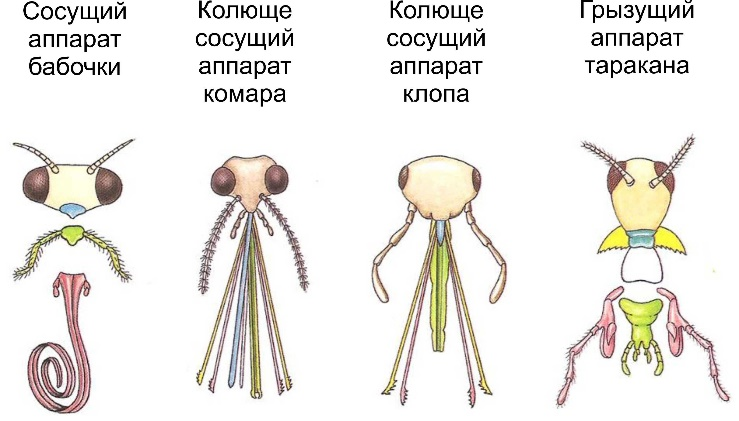 Сосущий
аппарат
бабочки
Колюще
сосущий
аппарат
комара
Колюще
сосущий
аппарат
клопа
Грызущий
аппарат
таракана